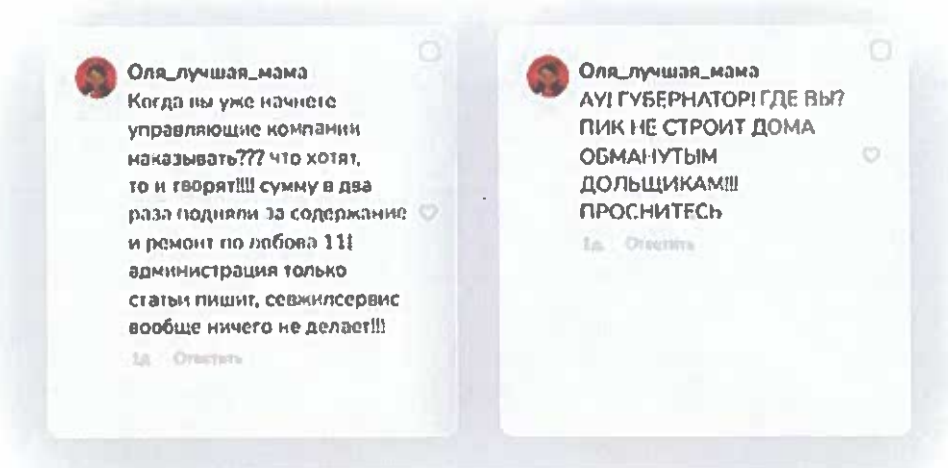 Оля_лучшая_мама
Когда вы уже начнете
управляющие компании
наказывать??? что хотят,
то и творят!!!! сумму в два
раза подняли за содержание
и ремонт по лобова 11!
администрация только
статьи пишит, севжилсервис
вообще ничего не делает!!!
1д Ответить
Оля_лучшая_мама
АУ! ГУБЕРНАТОР! ГДЕ ВЫ?
ПИК НЕ СТРОИТ ДОМА
ОБМАНУТЫМ
ДОЛЬЩИКАМ!!!
ПРОСНИТЕСЬ
1д Ответить